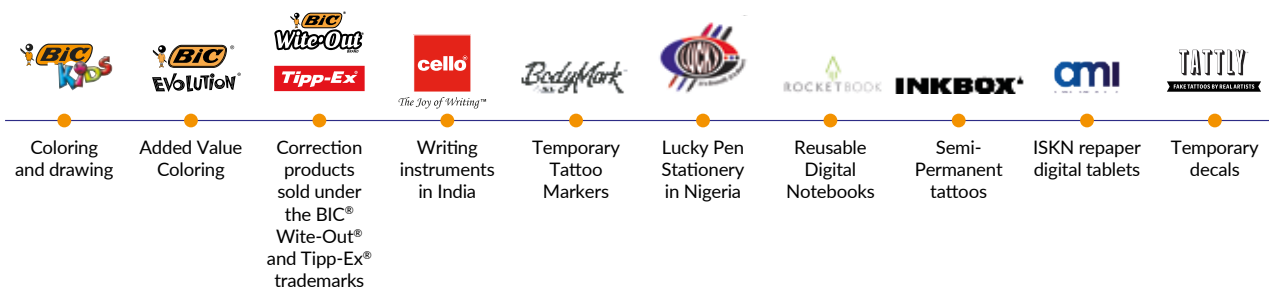 BiC
KiDS
BiC®
EVOLUTION®
BiC®
Wite•Out®
BRAND
Tipp-Ex®
cello®
The Joy of Writing™
BodyMark
LUCKY
ROCKETBOOK
INKBOX
ami
TATTLY
FAKE TATTOOS BY REAL ARTISTS
Coloring
and drawing
Added Value
Coloring
Correction
products
sold under
the BIC®
Wite-Out®
and Tipp-Ex®
trademarks
Writing
instruments
in India
Temporary
Tattoo
Markers
Lucky Pen
Stationery
in Nigeria
Reusable
Digital
Notebooks
Semi-
Permanent
tattoos
ISKN repaper
digital tablets
Temporary
decals